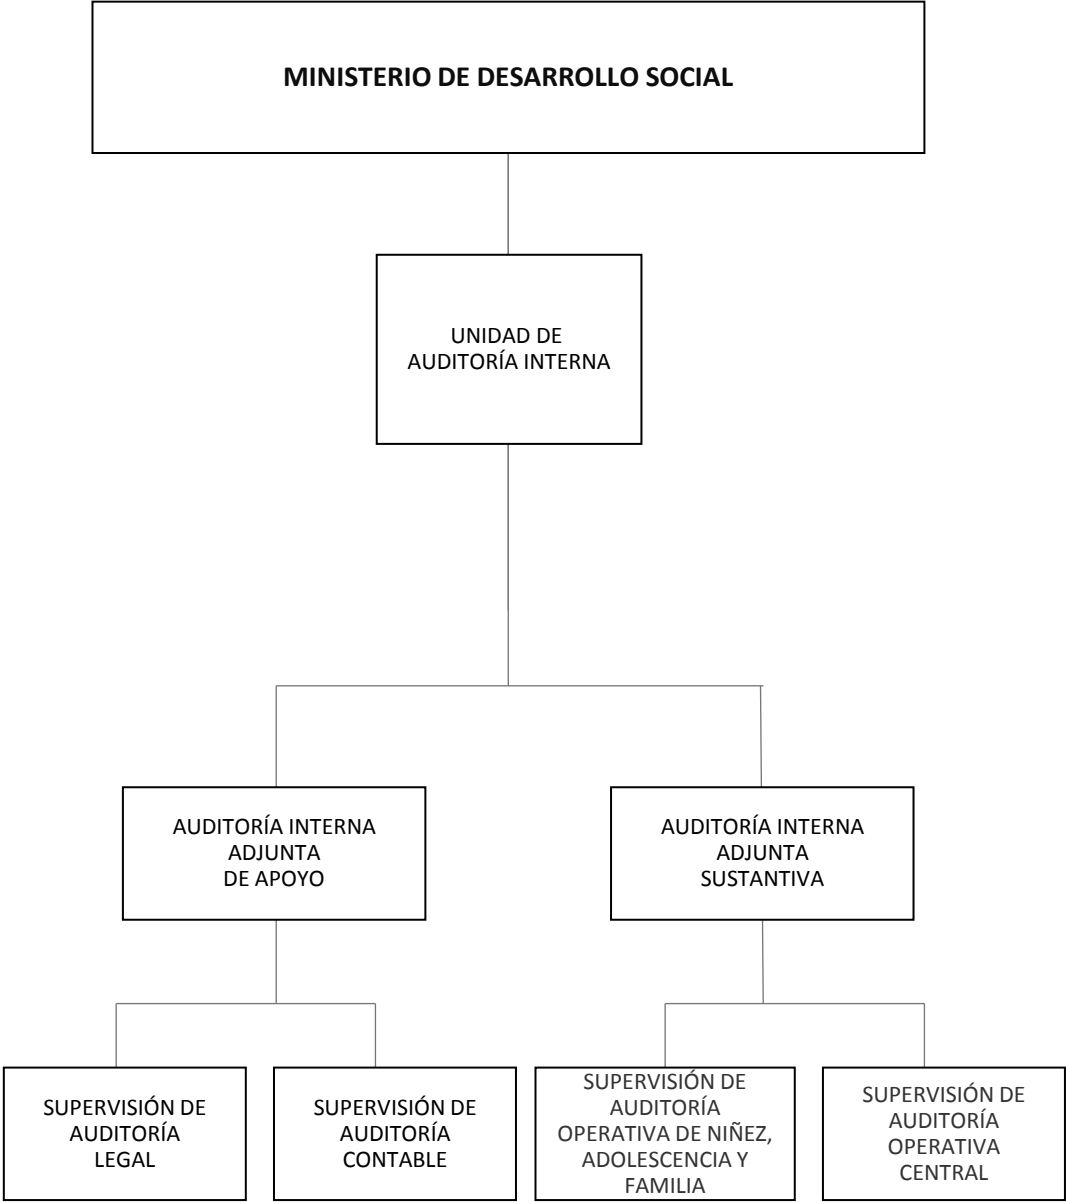 MINISTERIO DE DESARROLLO SOCIAL
UNIDAD DE
AUDITORÍA INTERNA
AUDITORÍA INTERNA
ADJUNTA
DE APOYO
AUDITORÍA INTERNA
ADJUNTA
SUSTANTIVA
SUPERVISIÓN DE
AUDITORÍA
LEGAL
SUPERVISIÓN DE
AUDITORÍA
CONTABLE
SUPERVISIÓN DE
AUDITORÍA
OPERATIVA DE NIÑEZ,
ADOLESCENCIA Y
FAMILIA
SUPERVISIÓN DE
AUDITORÍA
OPERATIVA
CENTRAL